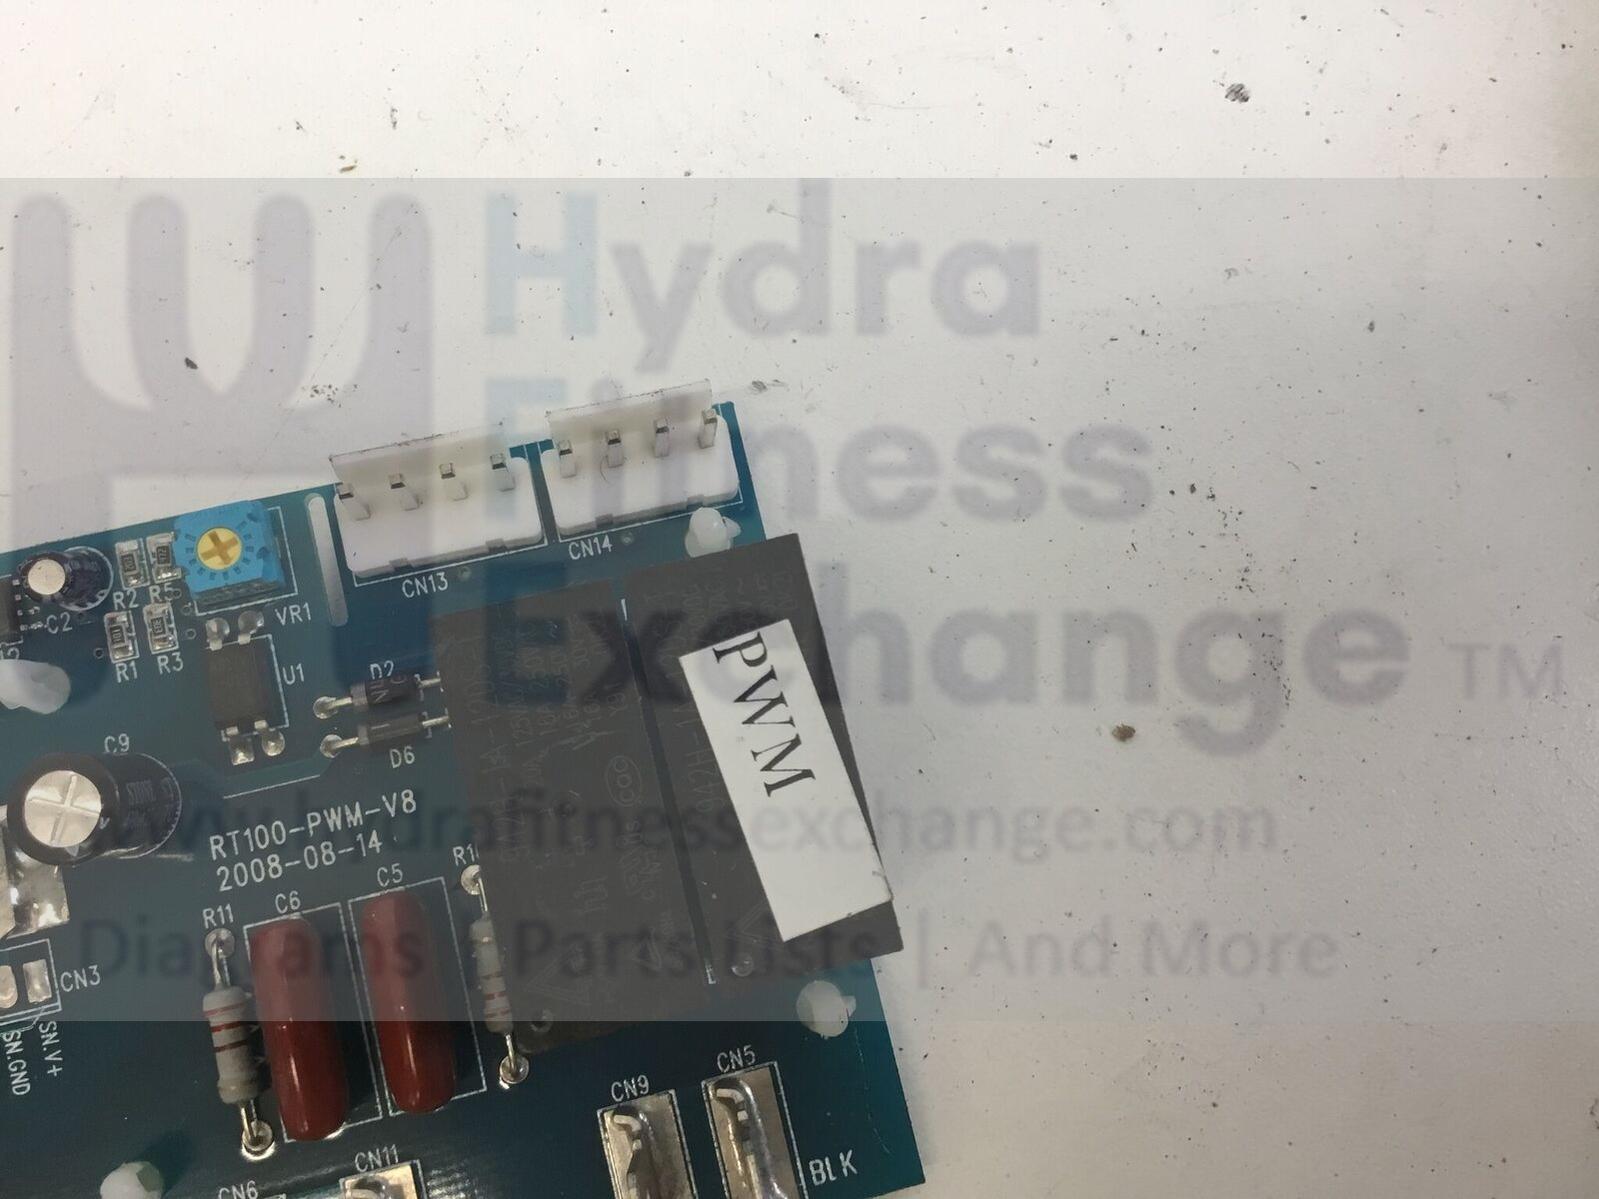 Hydra
Fitness
Exchange TM
www.hydrafitnessexchange.com
Diagrams | Parts Lists | And More
CN14
CN13
R2 R5
C2
VR1
R1 R3
U1
D2
D6
C9
PWM
RT100-PWM-V8
2008-08-14
C6
C5
R11
CN3
SN.V+
SN.GND
CN5
CN9
CN11
CN6
BLK